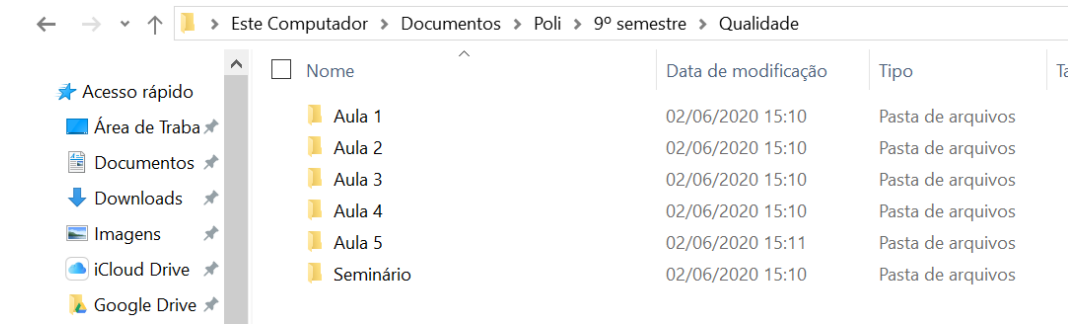 Este Computador > Documentos > Poli > 9º semestre > Qualidade
Acesso rápido
Área de Traba
Documentos
Downloads
Imagens
iCloud Drive
Google Drive
Nome Data de modificação Tipo Ta
Aula 1 02/06/2020 15:10 Pasta de arquivos
Aula 2 02/06/2020 15:10 Pasta de arquivos
Aula 3 02/06/2020 15:10 Pasta de arquivos
Aula 4 02/06/2020 15:10 Pasta de arquivos
Aula 5 02/06/2020 15:11 Pasta de arquivos
Seminário 02/06/2020 15:10 Pasta de arquivos